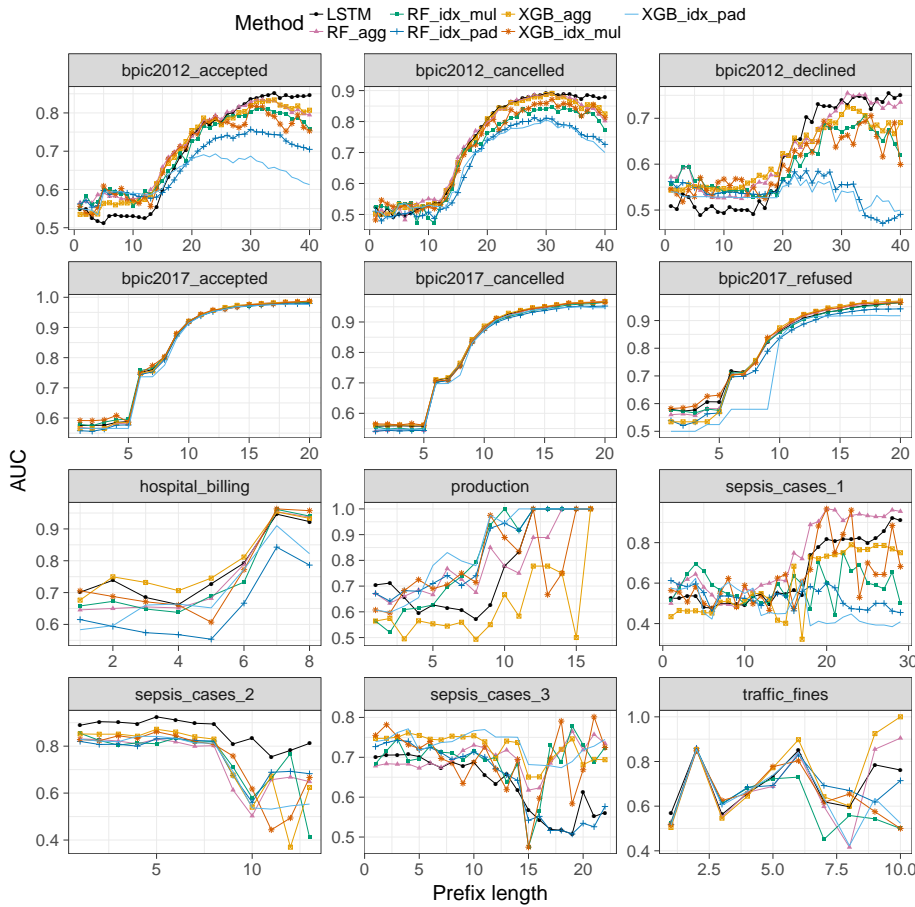 Method LSTM RF_idx_mul XGB_agg XGB_idx_pad
RF_agg RF_idx_pad XGB_idx_mul
bpic2012_accepted bpic2012_cancelled bpic2012_declined
0.8 0.7 0.6 0.5
0 10 20 30 40
0.9 0.8 0.7 0.6 0.5
0 10 20 30 40
0.7 0.6 0.5
0 10 20 30 40
bpic2017_accepted bpic2017_cancelled bpic2017_refused
1.0 0.9 0.8 0.7 0.6
5 10 15 20
0.9 0.8 0.7 0.6
5 10 15 20
0.9 0.8 0.7 0.6 0.5
5 10 15 20
AUC
hospital_billing production sepsis_cases_1
0.9 0.8 0.7 0.6
2 4 6 8
1.0 0.9 0.8 0.7 0.6 0.5
5 10 15
0.9 0.8 0.7 0.6 0.5 0.4
0 10 20 30
sepsis_cases_2 sepsis_cases_3 traffic_fines
0.8 0.6 0.4
5 10
0.8 0.7 0.6 0.5
0 5 10 15 20
1.0 0.8 0.6 0.4
2.5 5.0 7.5 10.0
Prefix length